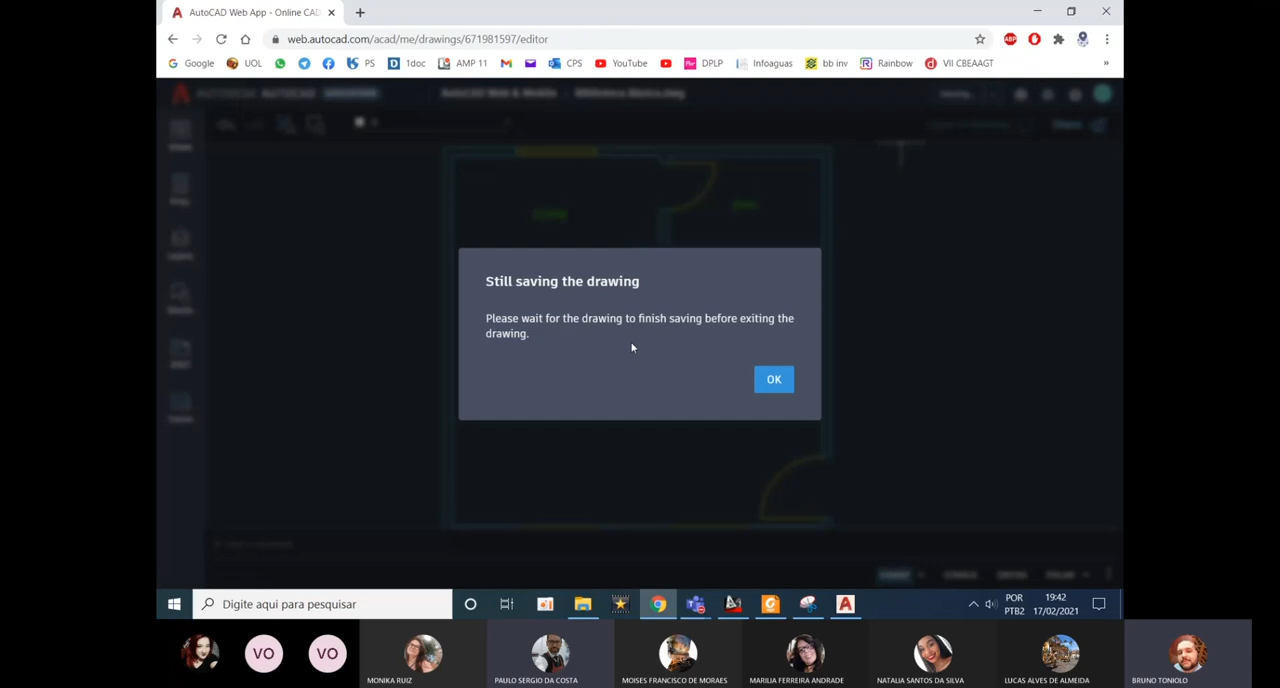 AutoCAD Web App - Online CAD
web.autocad.com/acad/me/drawings/671981597/editor
ABP
Google UOL PS 1doc AMP 11 CPS YouTube DPLP Infoaguas bb inv Rainbow VII CBEAAGT »
AutoCAD Web & Mobile
Still saving the drawing
Please wait for the drawing to finish saving before exiting the
drawing.
OK
Digite aqui para pesquisar
POR 19:42
PTB2 17/02/2021
VO VO
MONIKA RUIZ PAULO SERGIO DA COSTA MOISES FRANCISCO DE MORAES MARILIA FERREIRA ANDRADE NATALIA SANTOS DA SILVA LUCAS ALVES DE ALMEIDA BRUNO TONIOLO